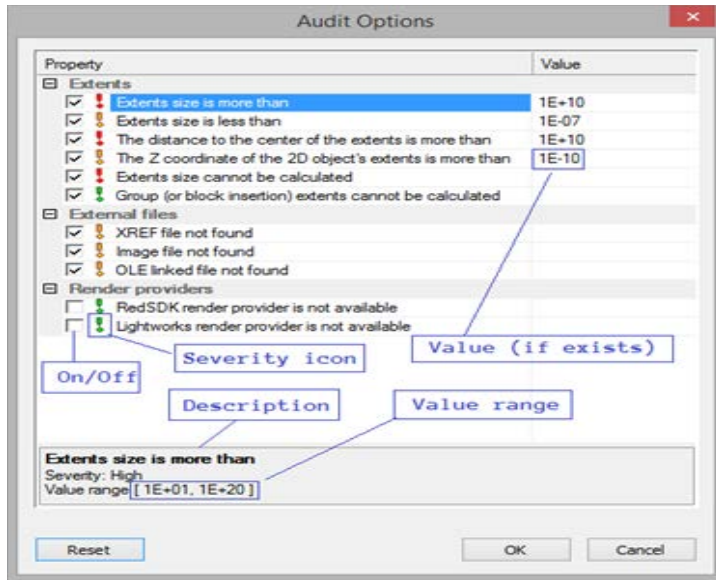 Audit Options
Property Value
Extents
Extents size is more than 1E+10
Extents size is less than 1E-07
The distance to the center of the extents is more than 1E+10
The Z coordinate of the 2D object's extents is more than 1E-10
Extents size cannot be calculated
Group (or block insertion) extents cannot be calculated
External files
XREF file not found
Image file not found
OLE linked file not found
Render providers
RedSDK render provider is not available
Lightworks render provider is not available
Value (if exists)
Severity icon
On/Off
Description
Value range
Extents size is more than
Severity: High
Value range [ 1E+01, 1E+20 ]
Reset OK Cancel